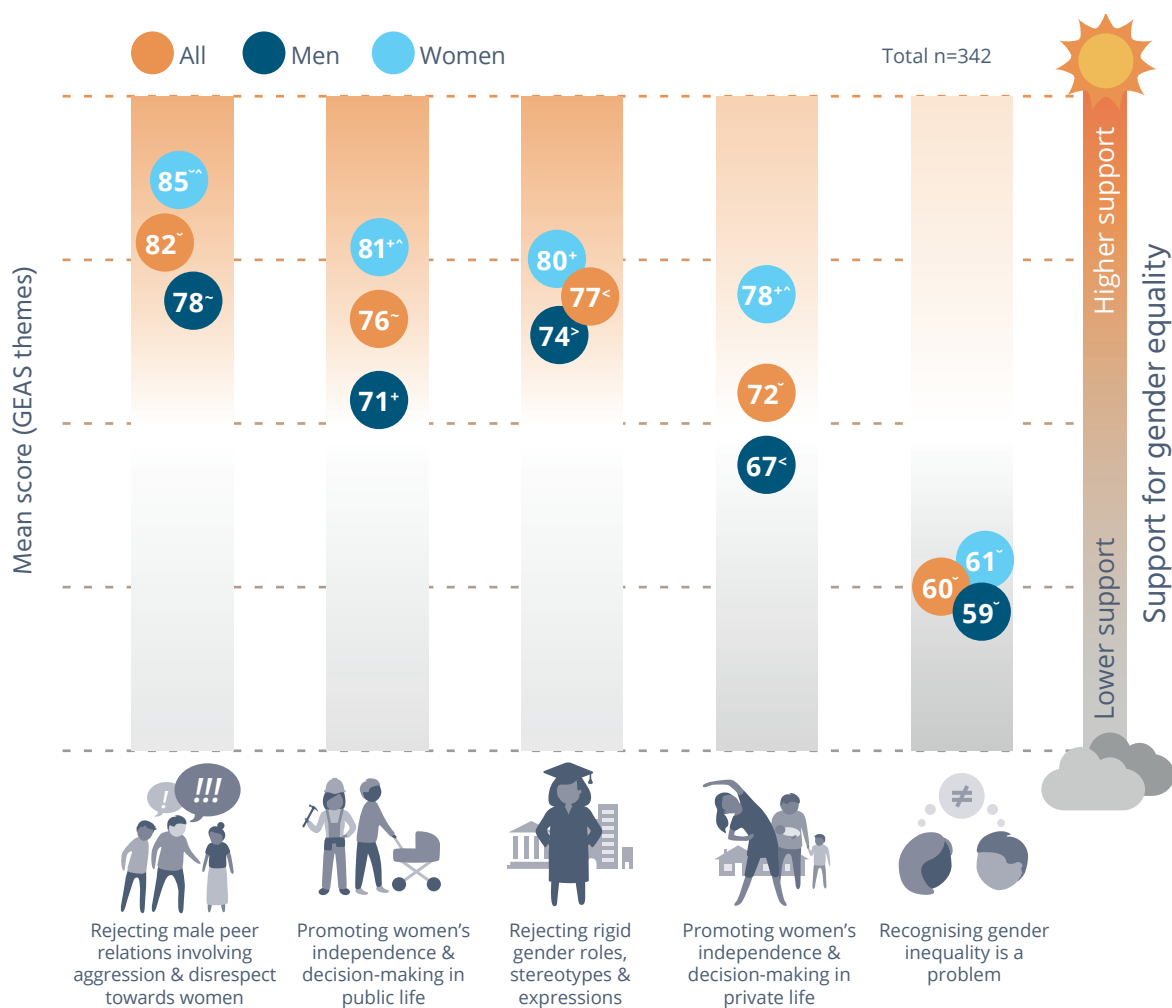 All
Men
Women
Total n=342
Mean score (GEAS themes)
85˘^
82˘
78~
81+^
76~
71+
80+
77<
74>
78+^
72˘
67<
61˘
60˘
59˘
Higher support
Lower support
Support for gender equality
!
!!!
≠
Rejecting male peer
relations involving
aggression & disrespect
towards women
Promoting women’s
independence &
decision-making in
public life
Rejecting rigid
gender roles,
stereotypes &
expressions
Promoting women’s
independence &
decision-making in
private life
Recognising gender
inequality is a
problem